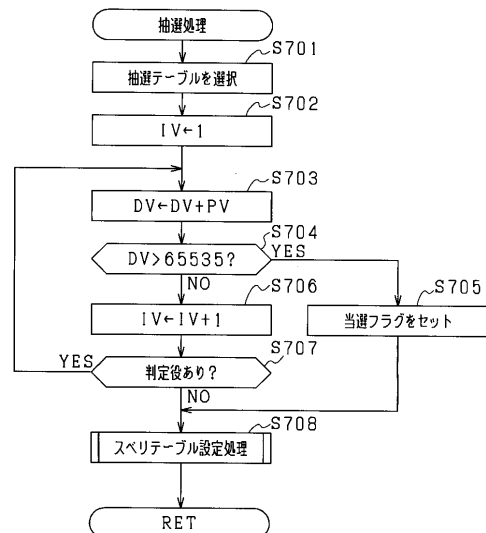 抽選処理
S701
抽選テーブルを選択
S702
IV←1
S703
DV←DV+PV
S704
DV>65535?
YES
NO
S705
当選フラグをセット
S706
IV←IV+1
S707
YES
判定役あり?
NO
S708
スベリテーブル設定処理
RET